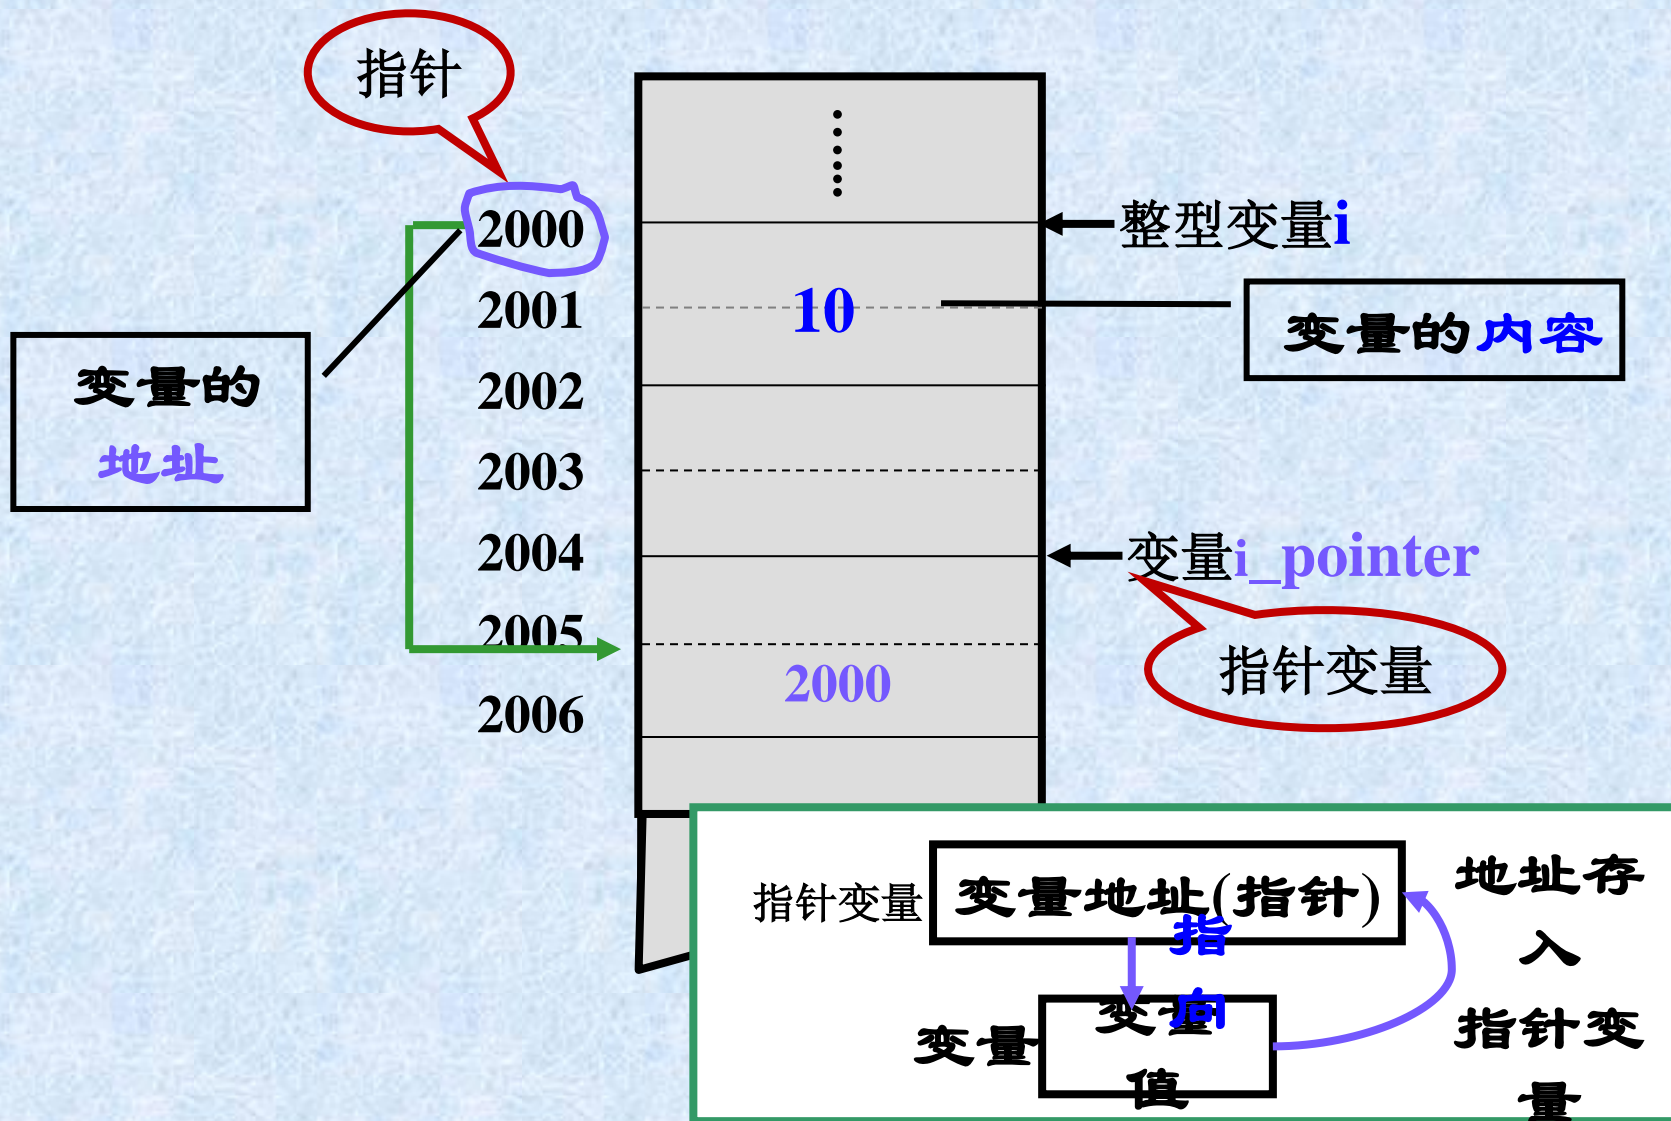 指针
2000
整型变量i
2001
10
变量的内容
变量的
地址
2002
2003
2004
变量i_pointer
2005
指针变量
2000
2006
指针变量
变量地址(指针)
指
向
地址存
入
指针变
量
变量
变量
值